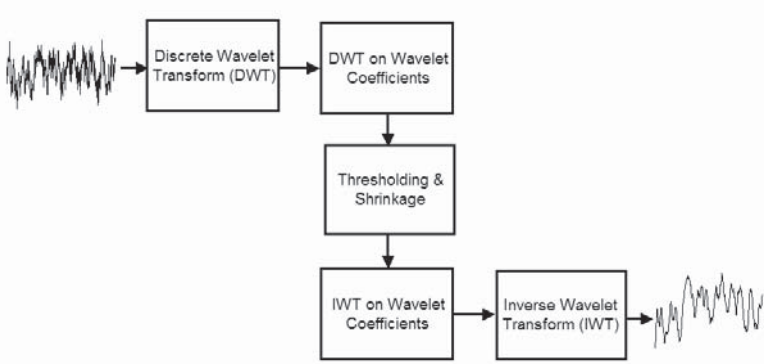 Discrete Wavelet
Transform (DWT)
DWT on Wavelet
Coefficients
Thresholding &
Shrinkage
IWT on Wavelet
Coefficients
Inverse Wavelet
Transform (IWT)